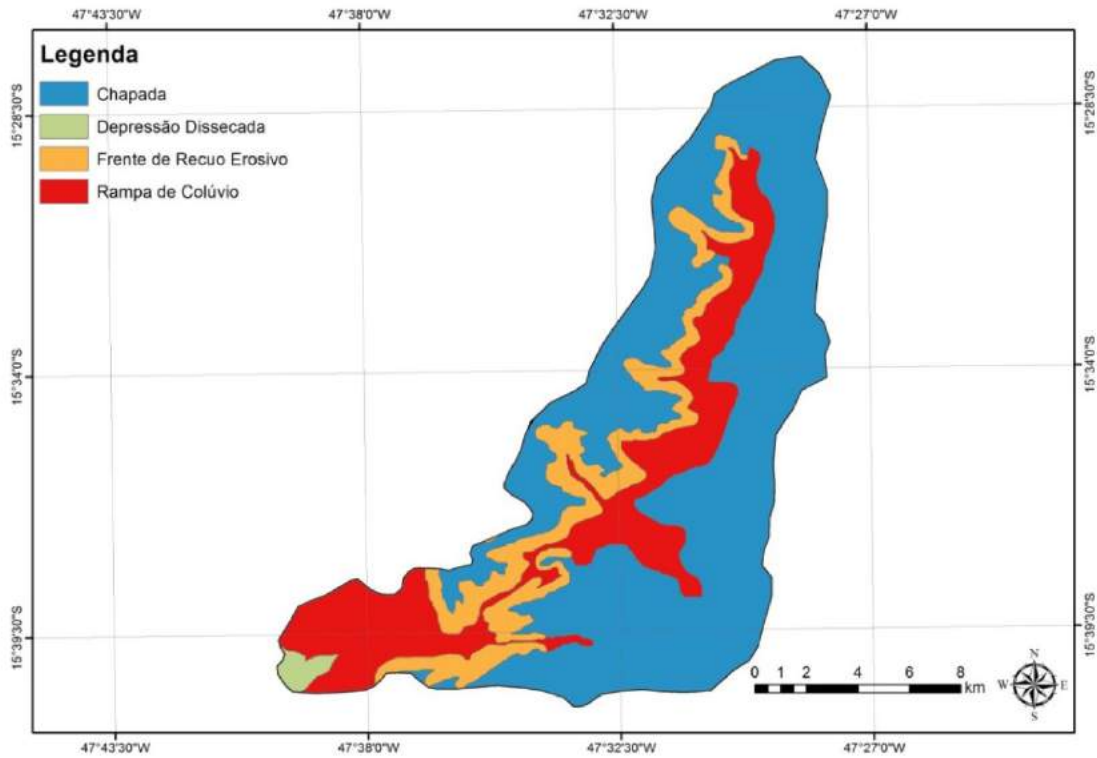 47°43'30"W 47°38'0"W 47°32'30"W 47°27'0"W
Legenda
Chapada
Depressão Dissecada
Frente de Recuo Erosivo
Rampa de Colúvio
15°28'30"S 15°28'30"S
15°34'0"S 15°34'0"S
15°39'30"S 15°39'30"S
0 1 2 4 6 8
km
N
W E
S
47°43'30"W 47°38'0"W 47°32'30"W 47°27'0"W